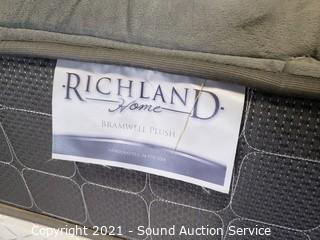 RICHLAND
Home
BRAMWELL PLUSH
Copyright 2021 - Sound Auction Service